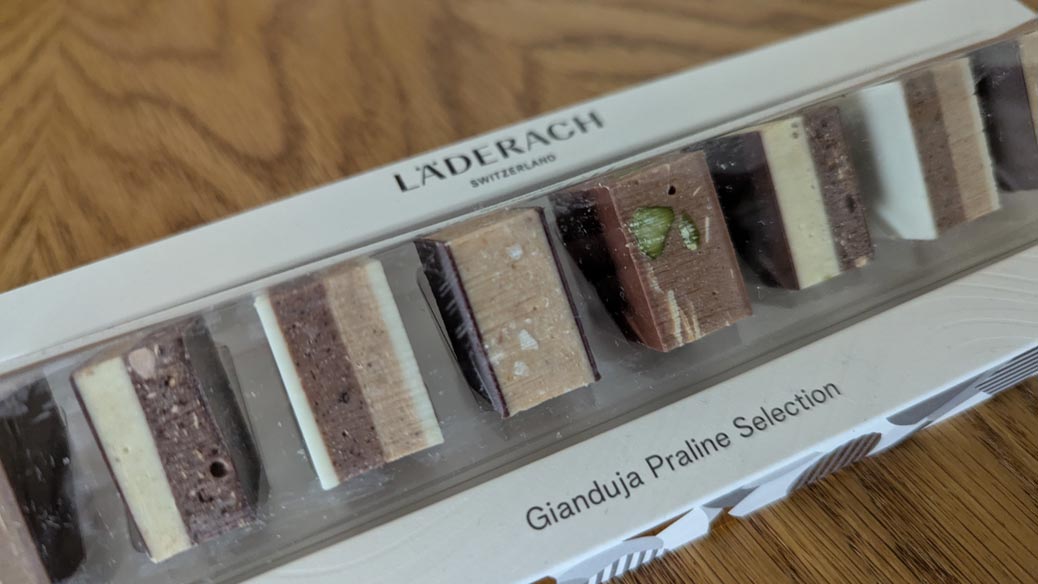 LÄDERACH
SWITZERLAND
Gianduja Praline Selection